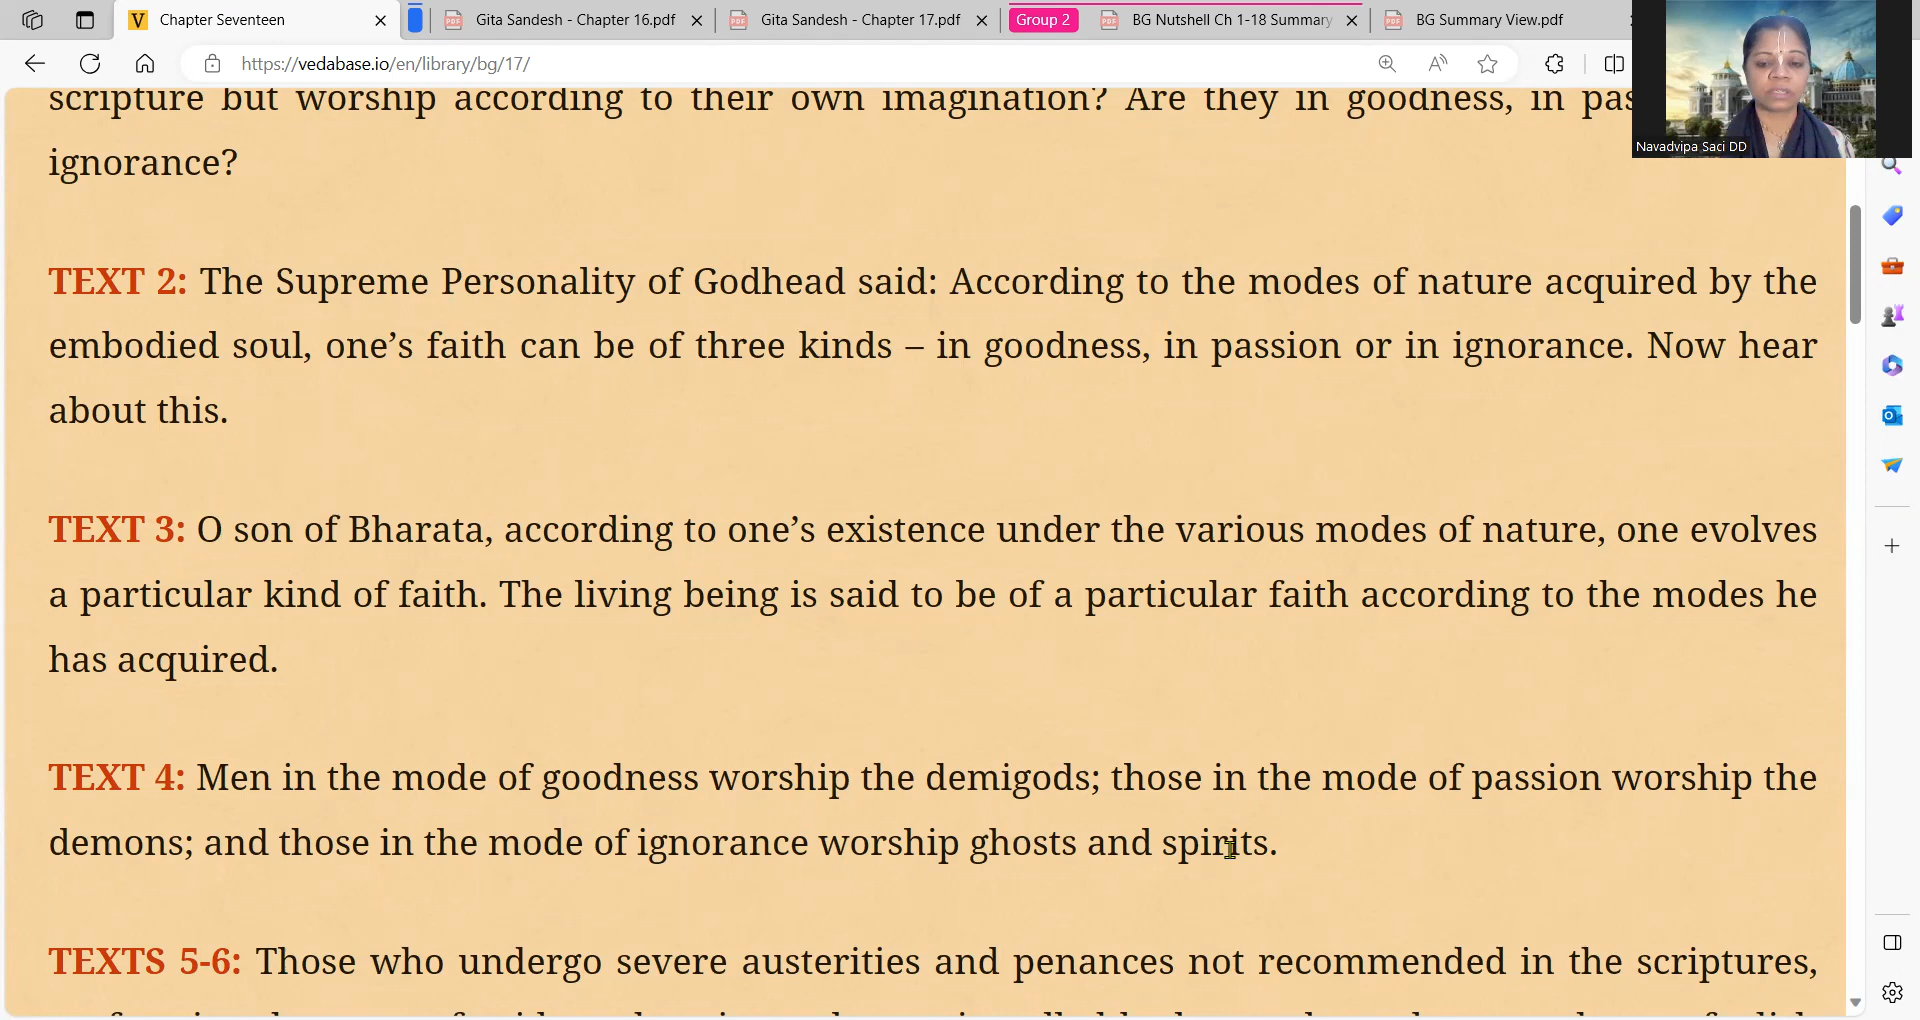 Chapter Seventeen
Gita Sandesh - Chapter 16.pdf
Gita Sandesh - Chapter 17.pdf
Group 2
BG Nutshell Ch 1-18 Summary
BG Summary View.pdf
https://vedabase.io/en/library/bg/17/
Navadvipa Saci DD
scripture but worship according to their own imagination? Are they in goodness, in
ignorance?
TEXT 2: The Supreme Personality of Godhead said: According to the modes of nature acquired by the
embodied soul, one’s faith can be of three kinds – in goodness, in passion or in ignorance. Now hear
about this.
TEXT 3: O son of Bharata, according to one’s existence under the various modes of nature, one evolves
a particular kind of faith. The living being is said to be of a particular faith according to the modes he
has acquired.
TEXT 4: Men in the mode of goodness worship the demigods; those in the mode of passion worship the
demons; and those in the mode of ignorance worship ghosts and spirits.
TEXTS 5-6: Those who undergo severe austerities and penances not recommended in the scriptures,